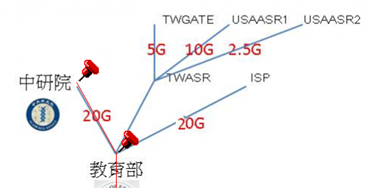 TWGATE USAASR1 USAASR2
5G 10G 2.5G
中研院 TWASR ISP
20G 20G
教育部